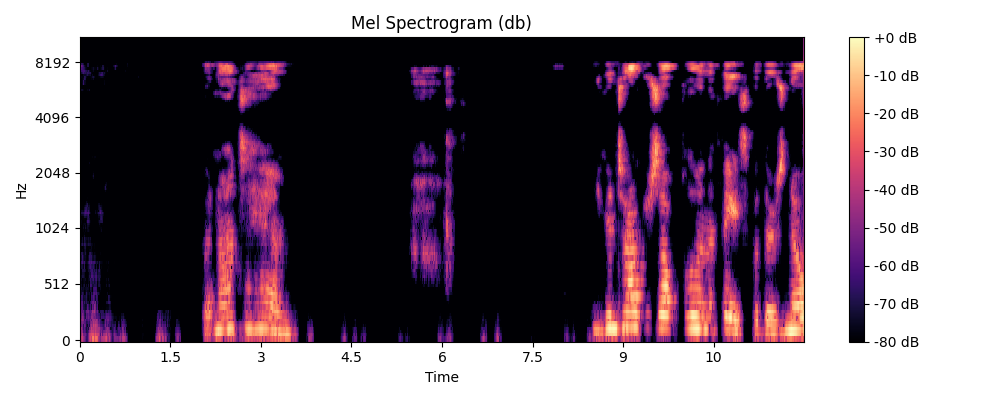 Mel Spectrogram (db)
Hz
8192
4096
2048
1024
512
0
0 1.5 3 4.5 6 7.5 9 10
Time
+0 dB
-10 dB
-20 dB
-30 dB
-40 dB
-50 dB
-60 dB
-70 dB
-80 dB